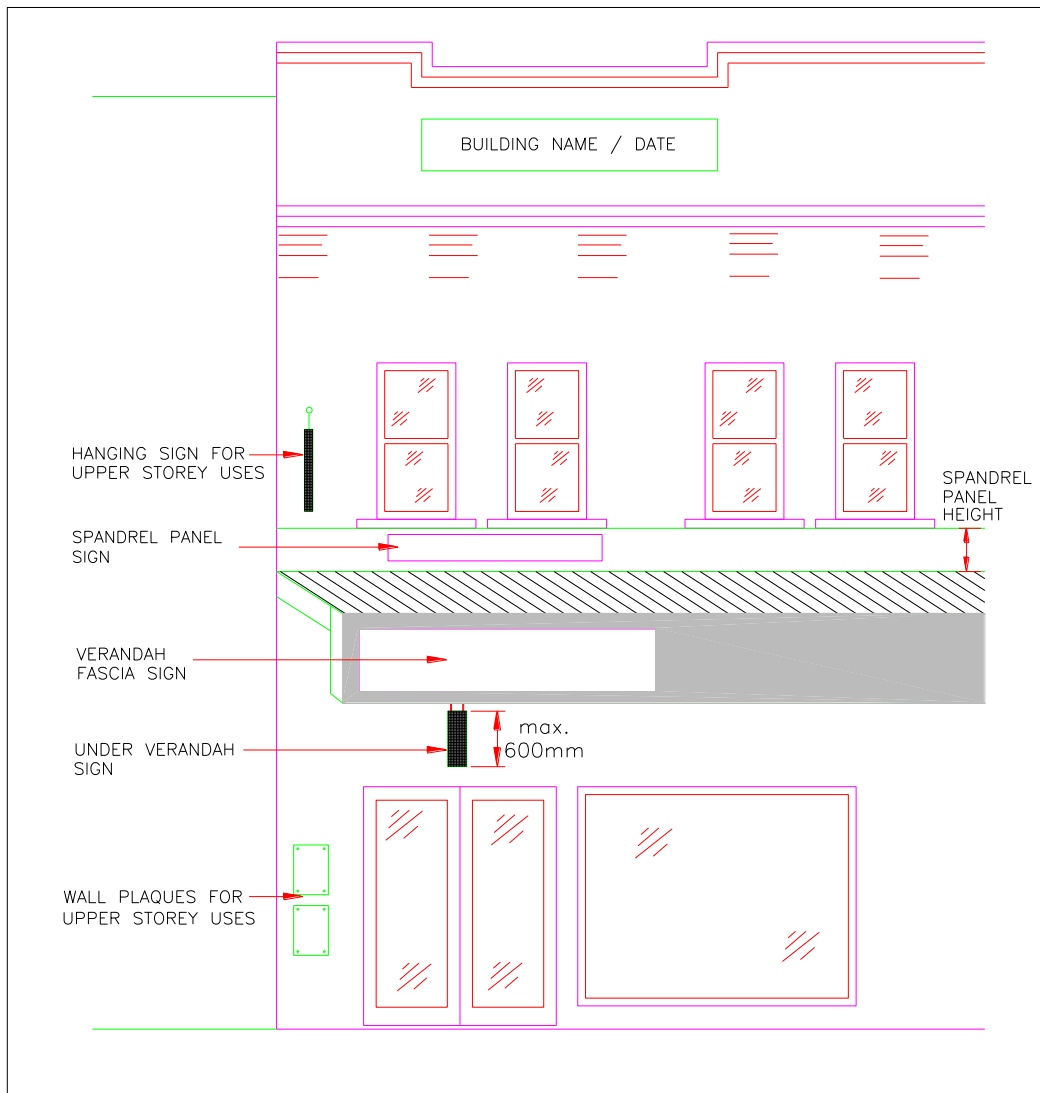 BUILDING NAME / DATE
HANGING SIGN FOR
UPPER STOREY USES
SPANDREL
PANEL
HEIGHT
SPANDREL PANEL
SIGN
VERANDAH
FASCIA SIGN
max.
600mm
UNDER VERANDAH
SIGN
WALL PLAQUES FOR
UPPER STOREY USES